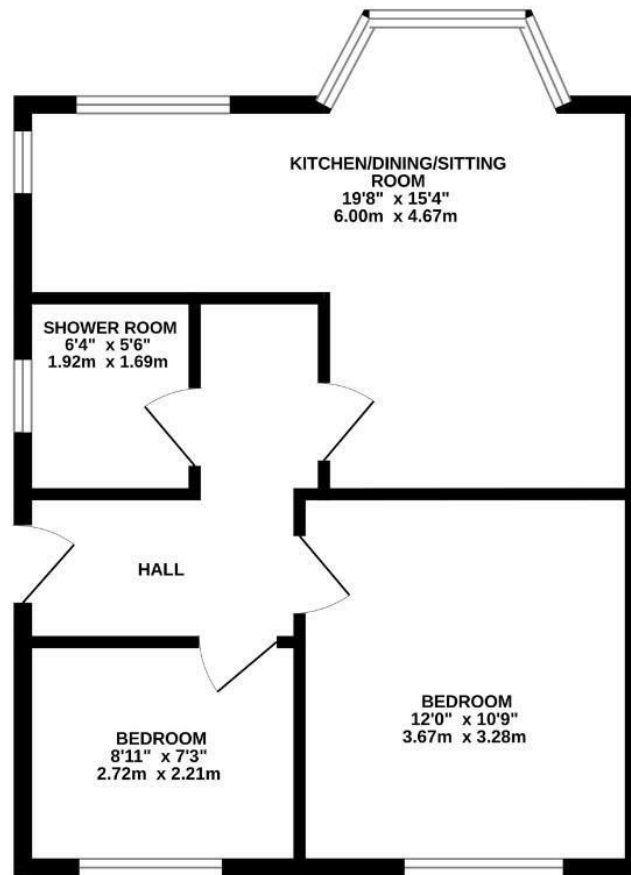 KITCHEN/DINING/SITTING
ROOM
19'8" x 15'4"
6.00m x 4.67m
SHOWER ROOM
6'4" x 5'6"
1.92m x 1.69m
HALL
BEDROOM
12'0" x 10'9"
3.67m x 3.28m
BEDROOM
8'11" x 7'3"
2.72m x 2.21m